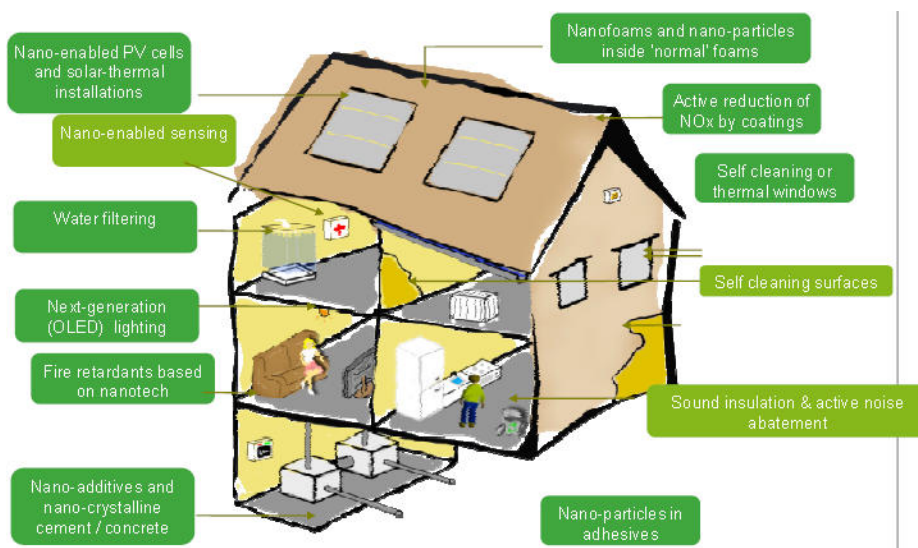 Nano-enabled PV cells
and solar-thermal
installations
Nano-enabled sensing
Water filtering
Next-generation
(OLED) lighting
Fire retardants based
on nanotech
Nano-additives and
nano-crystalline
cement / concrete
Nanofoams and nano-particles
inside 'normal' foams
Active reduction of
NOx by coatings
Self cleaning or
thermal windows
Self cleaning surfaces
Sound insulation & active noise
abatement
Nano-particles in
adhesives